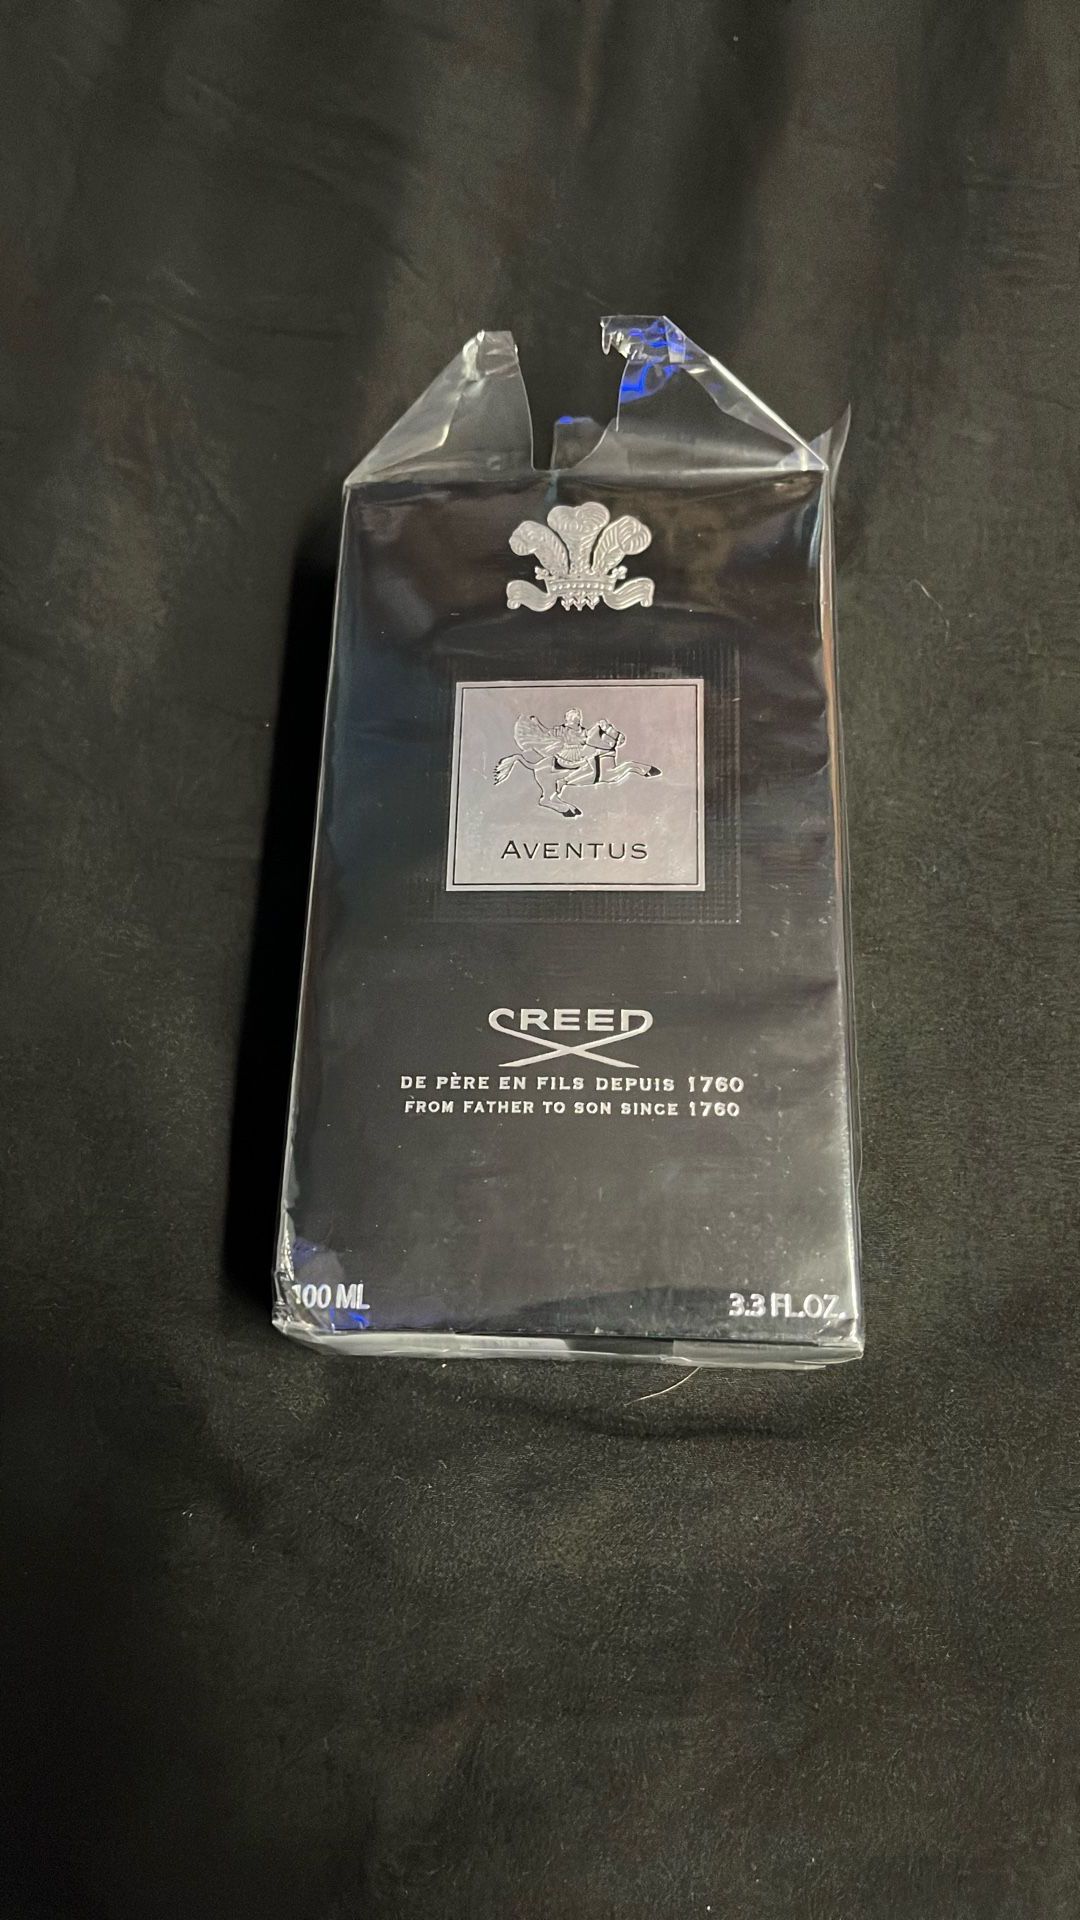 AVENTUS
CREED
DE PÈRE EN FILS DEPUIS 1760
FROM FATHER TO SON SINCE 1760
100 ML 3.3 FL.OZ.